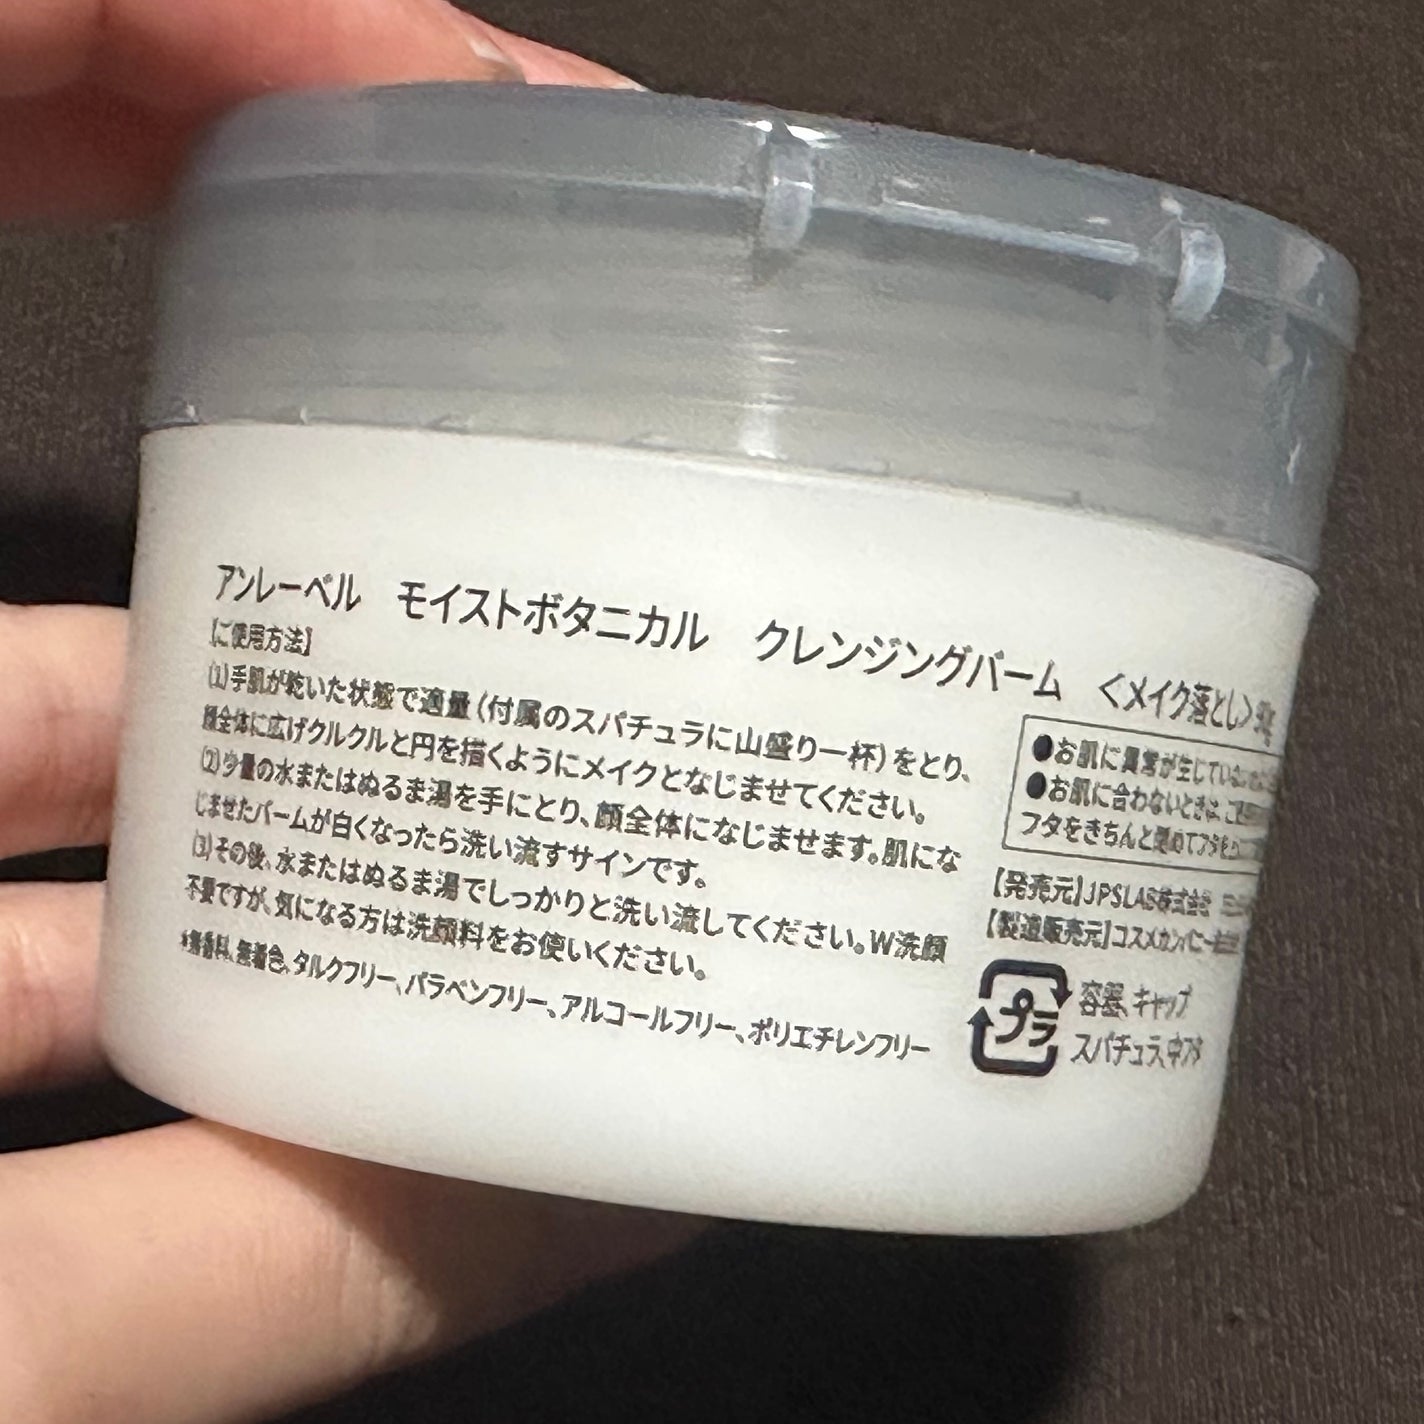 アンレーベル　モイストボタニカル　クレンジングバーム　＜メイク落とし＞
【ご使用方法】
(1)手肌が乾いた状態で適量（付属のスパチュラに山盛り一杯）をとり、
顔全体に広げクルクルと円を描くようにメイクとなじませてください。
(2)少量の水またはぬるま湯を手にとり、顔全体になじませます。肌にな
じませたバームが白くなったら洗い流すサインです。
(3)その後、水またはぬるま湯でしっかりと洗い流してください。W洗顔
不要ですが、気になる方は洗顔料をお使いください。
*無香料、無着色、タルクフリー、パラベンフリー、アルコールフリー、ポリエチレンフリー
●お肌に異常が生じていないか
●お肌に合わないときは、ご使用
フタをきちんと閉めて
【発売元】JPSLAB株式会社
【製造販売元】コスメカンパニー株式会社
プラ
容器、キャップ
スパチュラ、中フタ